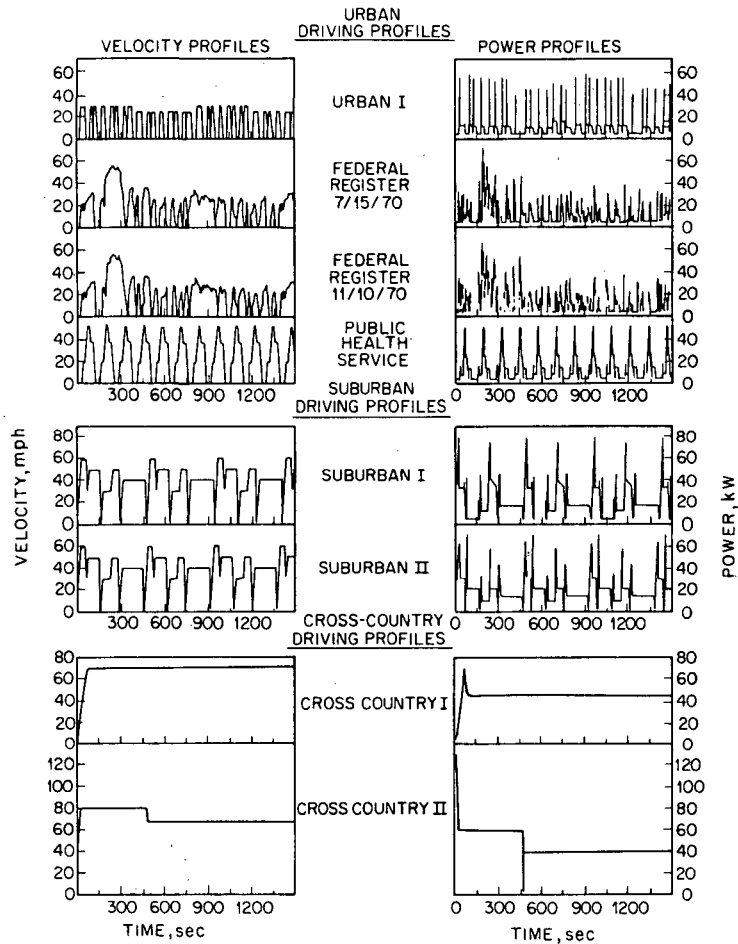 URBAN
DRIVING PROFILES
VELOCITY PROFILES
POWER PROFILES
60
40
20
0
URBAN I
60
40
20
0
60
40
20
0
FEDERAL
REGISTER
7/15/70
60
40
20
0
60
40
20
0
FEDERAL
REGISTER
11/10/70
60
40
20
0
40
20
0
PUBLIC
HEALTH
SERVICE
40
20
0
300 600 900 1200
300 600 900 1200
SUBURBAN
DRIVING PROFILES
VELOCITY, mph
POWER, kW
80
60
40
20
0
SUBURBAN I
80
60
40
20
0
60
40
20
0
SUBURBAN II
60
40
20
0
300 600 900 1200
300 600 900 1200
CROSS-COUNTRY
DRIVING PROFILES
80
60
40
20
0
CROSS COUNTRY I
80
60
40
20
0
120
100
80
60
40
20
0
CROSS COUNTRY II
120
100
80
60
40
20
0
300 600 900 1200
0 300 600 900 1200
TIME, sec
TIME, sec